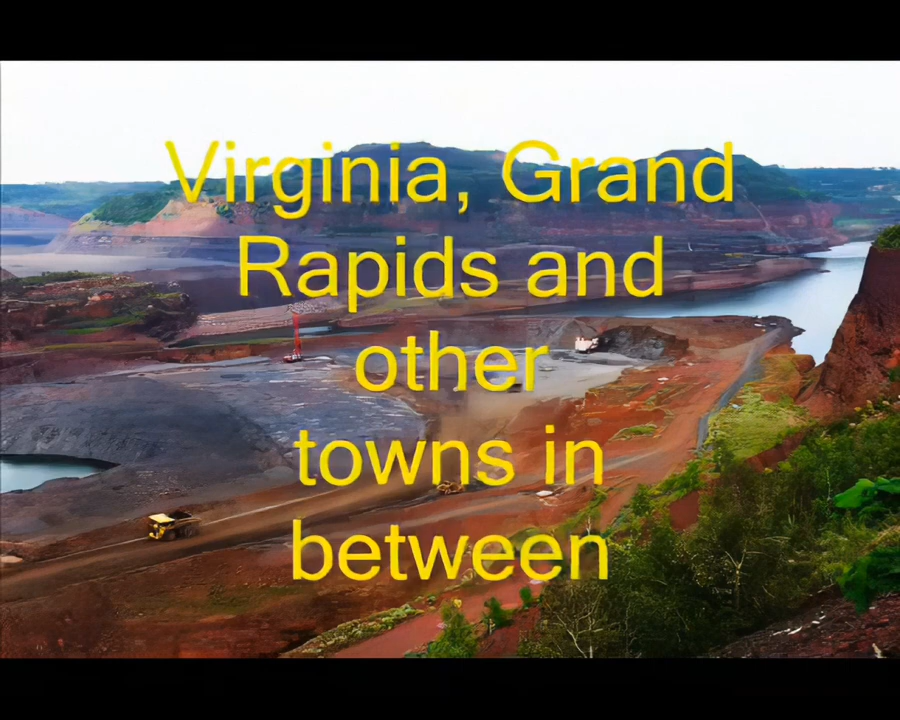 Virginia, Grand
Rapids and
other
towns in
between